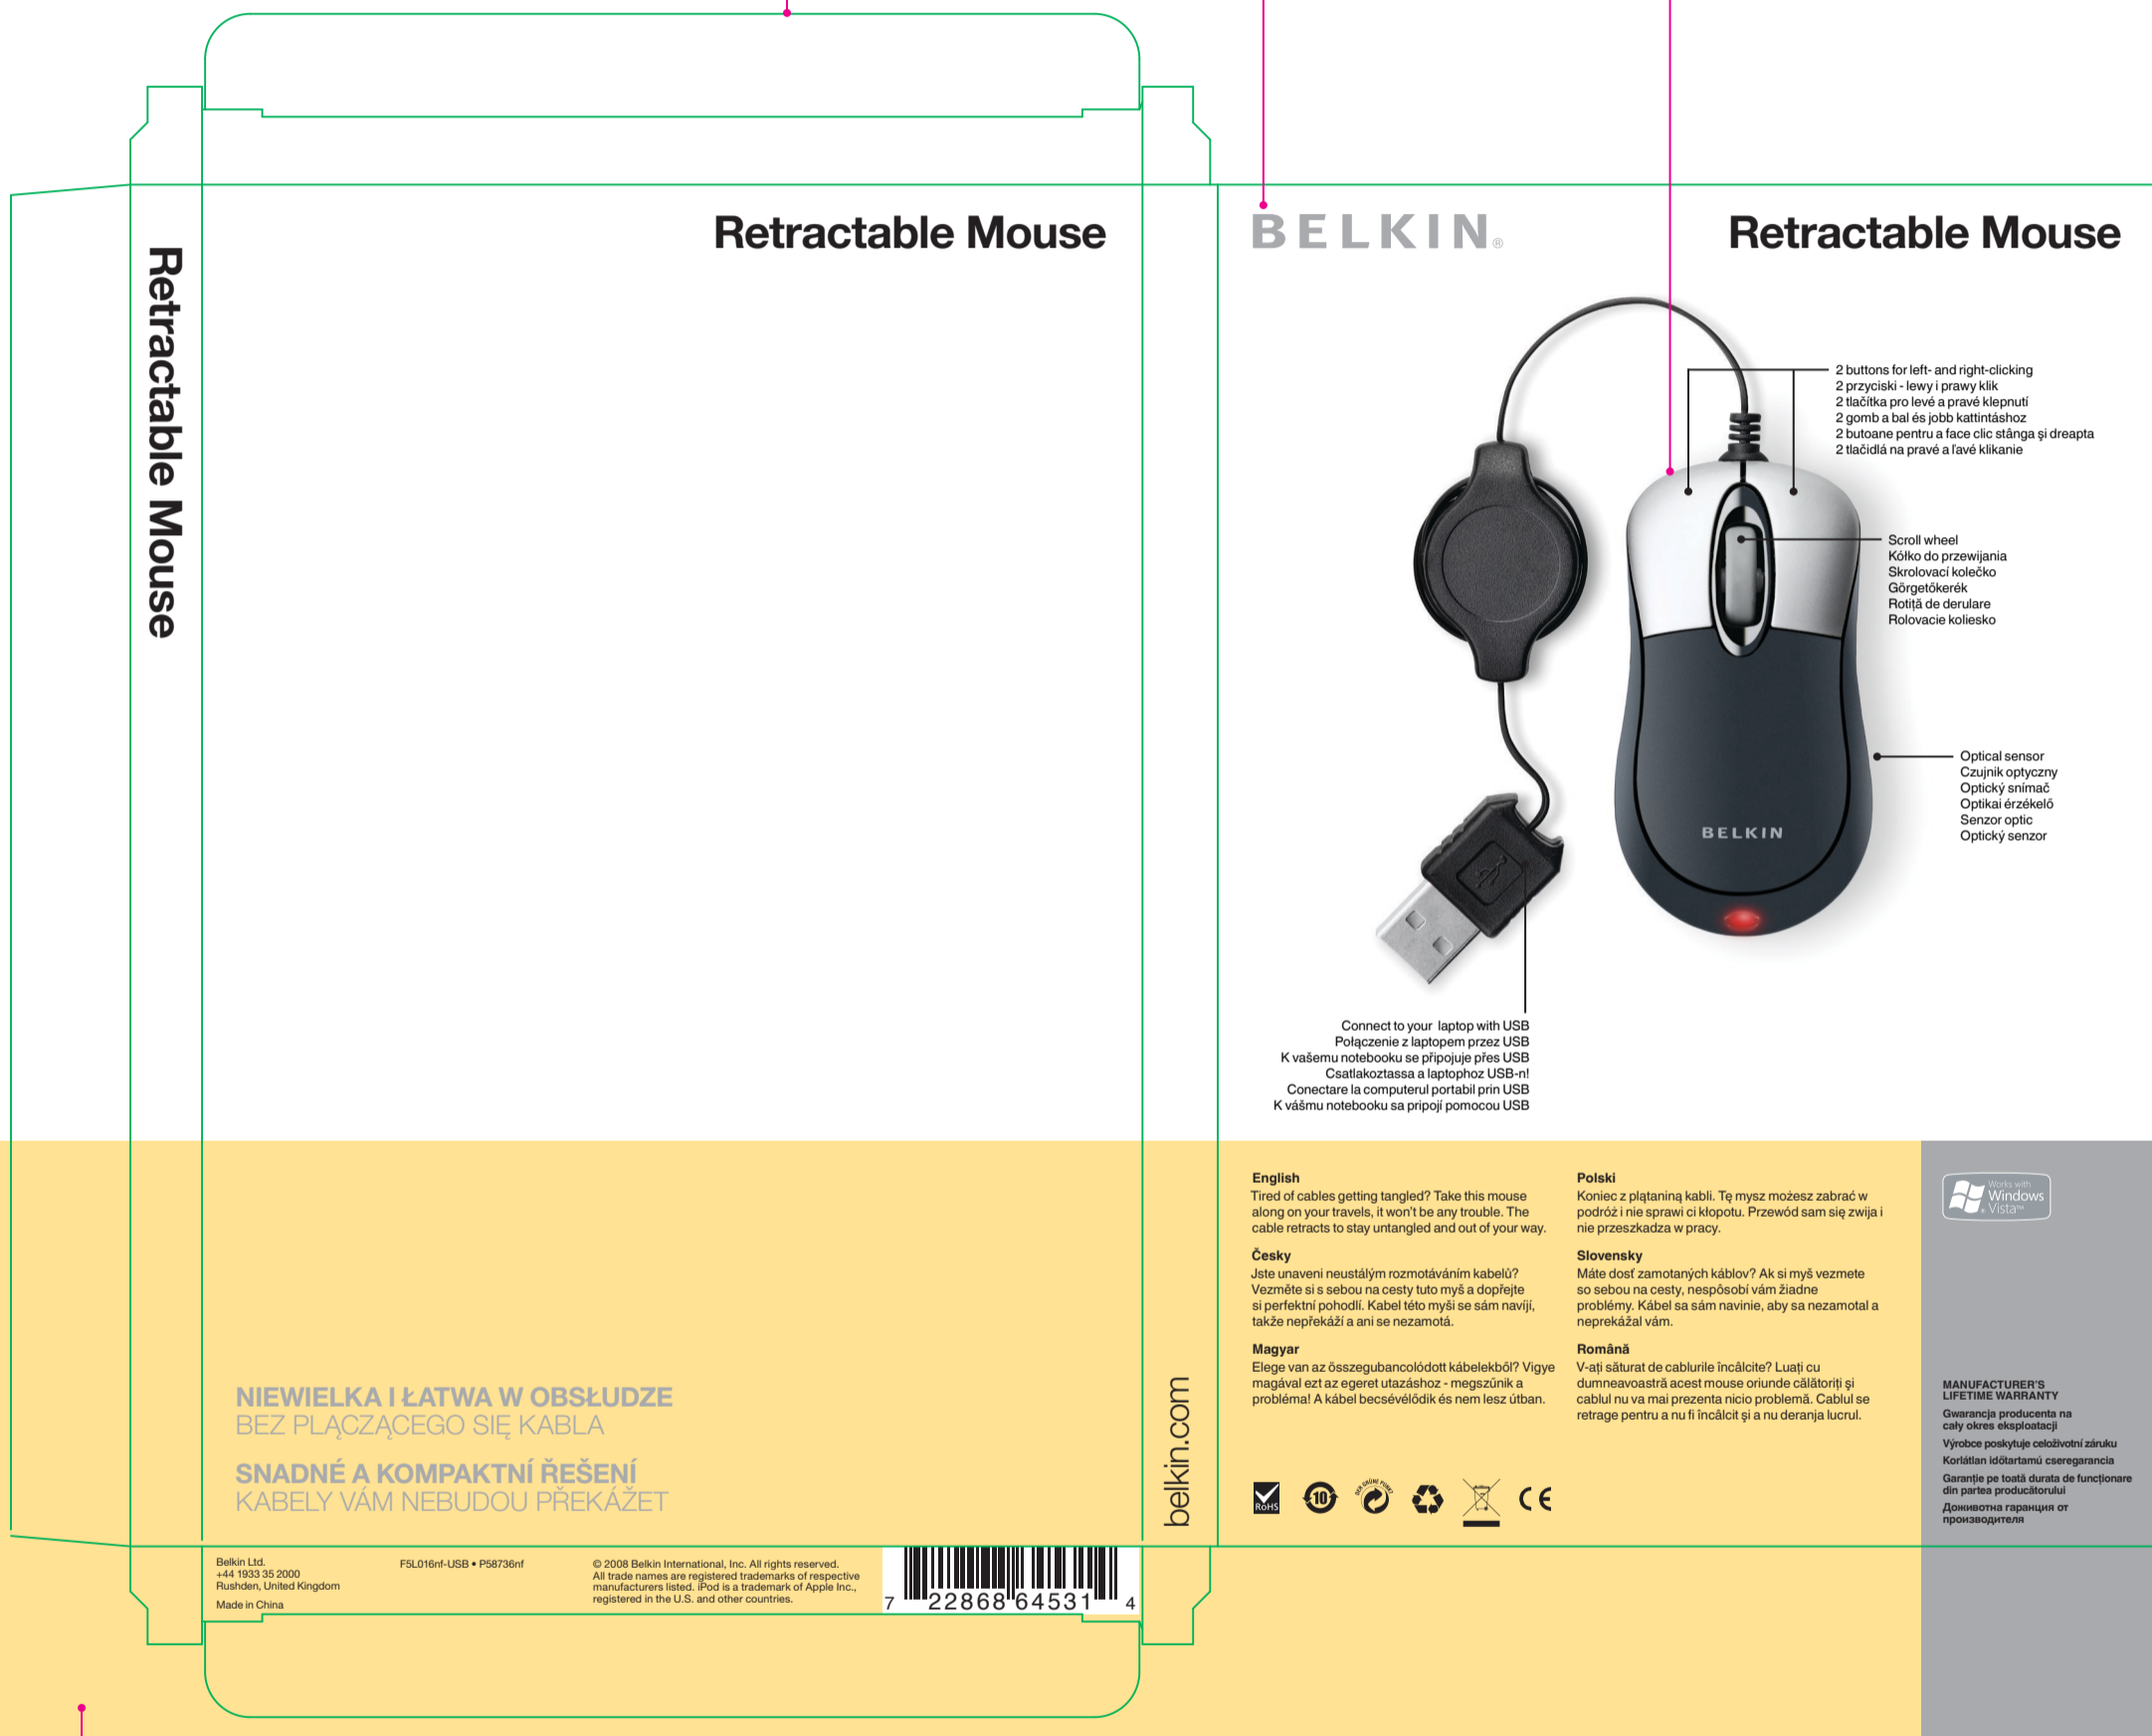 Retractable Mouse
Retractable Mouse
NIEWIELKA I ŁATWA W OBSŁUDZE
BEZ PLĄCZĄCEGO SIĘ KABLA
SNADNÉ A KOMPAKTNÍ ŘEŠENÍ
KABELY VÁM NEBUDOU PŘEKÁŽET
Belkin Ltd.
+44 1933 35 2000
Rushden, United Kingdom
Made in China
F5L016nf-USB • P58736nf
© 2008 Belkin International, Inc. All rights reserved.
All trade names are registered trademarks of respective
manufacturers listed. iPod is a trademark of Apple Inc.,
registered in the U.S. and other countries.
7 22868 64531 4
belkin.com
BELKIN®
Retractable Mouse
2 buttons for left- and right-clicking
2 przyciski - lewy i prawy klik
2 tlačítka pro levé a pravé klepnutí
2 gomb a bal és jobb kattintáshoz
2 butoane pentru a face clic stânga şi dreapta
2 tlačidlá na pravé a ľavé klikanie
Scroll wheel
Kółko do przewijania
Skrolovací kolečko
Görgetőkerék
Rotiţă de derulare
Rolovacie koliesko
Optical sensor
Czujnik optyczny
Optický snímač
Optikai érzékelő
Senzor optic
Optický senzor
BELKIN
Connect to your laptop with USB
Połączenie z laptopem przez USB
K vašemu notebooku se připojuje přes USB
Csatlakoztassa a laptophoz USB-n!
Conectare la computerul portabil prin USB
K vášmu notebooku sa pripojí pomocou USB
English
Tired of cables getting tangled? Take this mouse
along on your travels, it won't be any trouble. The
cable retracts to stay untangled and out of your way.
Česky
Jste unaveni neustálým rozmotáváním kabelů?
Vezměte si s sebou na cesty tuto myš a dopřejte
si perfektní pohodlí. Kabel této myši se sám navíjí,
takže nepřekáží a ani se nezamotá.
Magyar
Elege van az összegubancolódott kábelekből? Vigye
magával ezt az egeret utazáshoz - megszűnik a
probléma! A kábel becsévélődik és nem lesz útban.
Polski
Koniec z plątaniną kabli. Tę mysz możesz zabrać w
podróż i nie sprawi ci kłopotu. Przewód sam się zwija i
nie przeszkadza w pracy.
Slovensky
Máte dosť zamotaných káblov? Ak si myš vezmete
so sebou na cesty, nespôsobí vám žiadne
problémy. Kábel sa sám navinie, aby sa nezamotal a
neprekážal vám.
Română
V-aţi săturat de cablurile încâlcite? Luaţi cu
dumneavoastră acest mouse oriunde călătoriţi şi
cablul nu va mai prezenta nicio problemă. Cablul se
retrage pentru a nu fi încâlcit şi a nu deranja lucrul.
RoHS
10
DER GRÜNE PUNKT
CE
Works with
Windows
Vista™
MANUFACTURER'S
LIFETIME WARRANTY
Gwarancja producenta na
cały okres eksploatacji
Výrobce poskytuje celoživotní záruku
Korlátlan időtartamú cseregarancia
Garanţie pe toată durata de funcţionare
din partea producătorului
Доживотна гаранция от
производителя